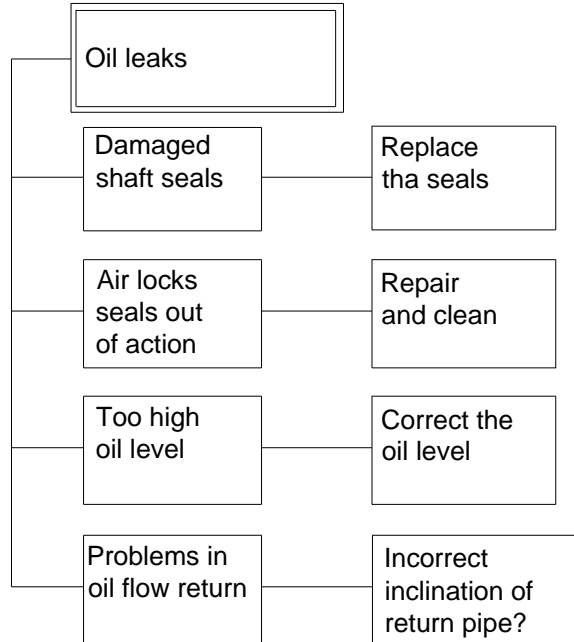 Oil leaks
Damaged
shaft seals
Replace
tha seals
Air locks
seals out
of action
Repair
and clean
Too high
oil level
Correct the
oil level
Problems in
oil flow return
Incorrect
inclination of
return pipe?